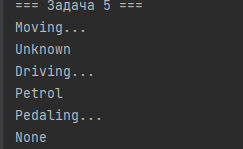 === Задача 5 ===
Moving...
Unknown
Driving...
Petrol
Pedaling...
None